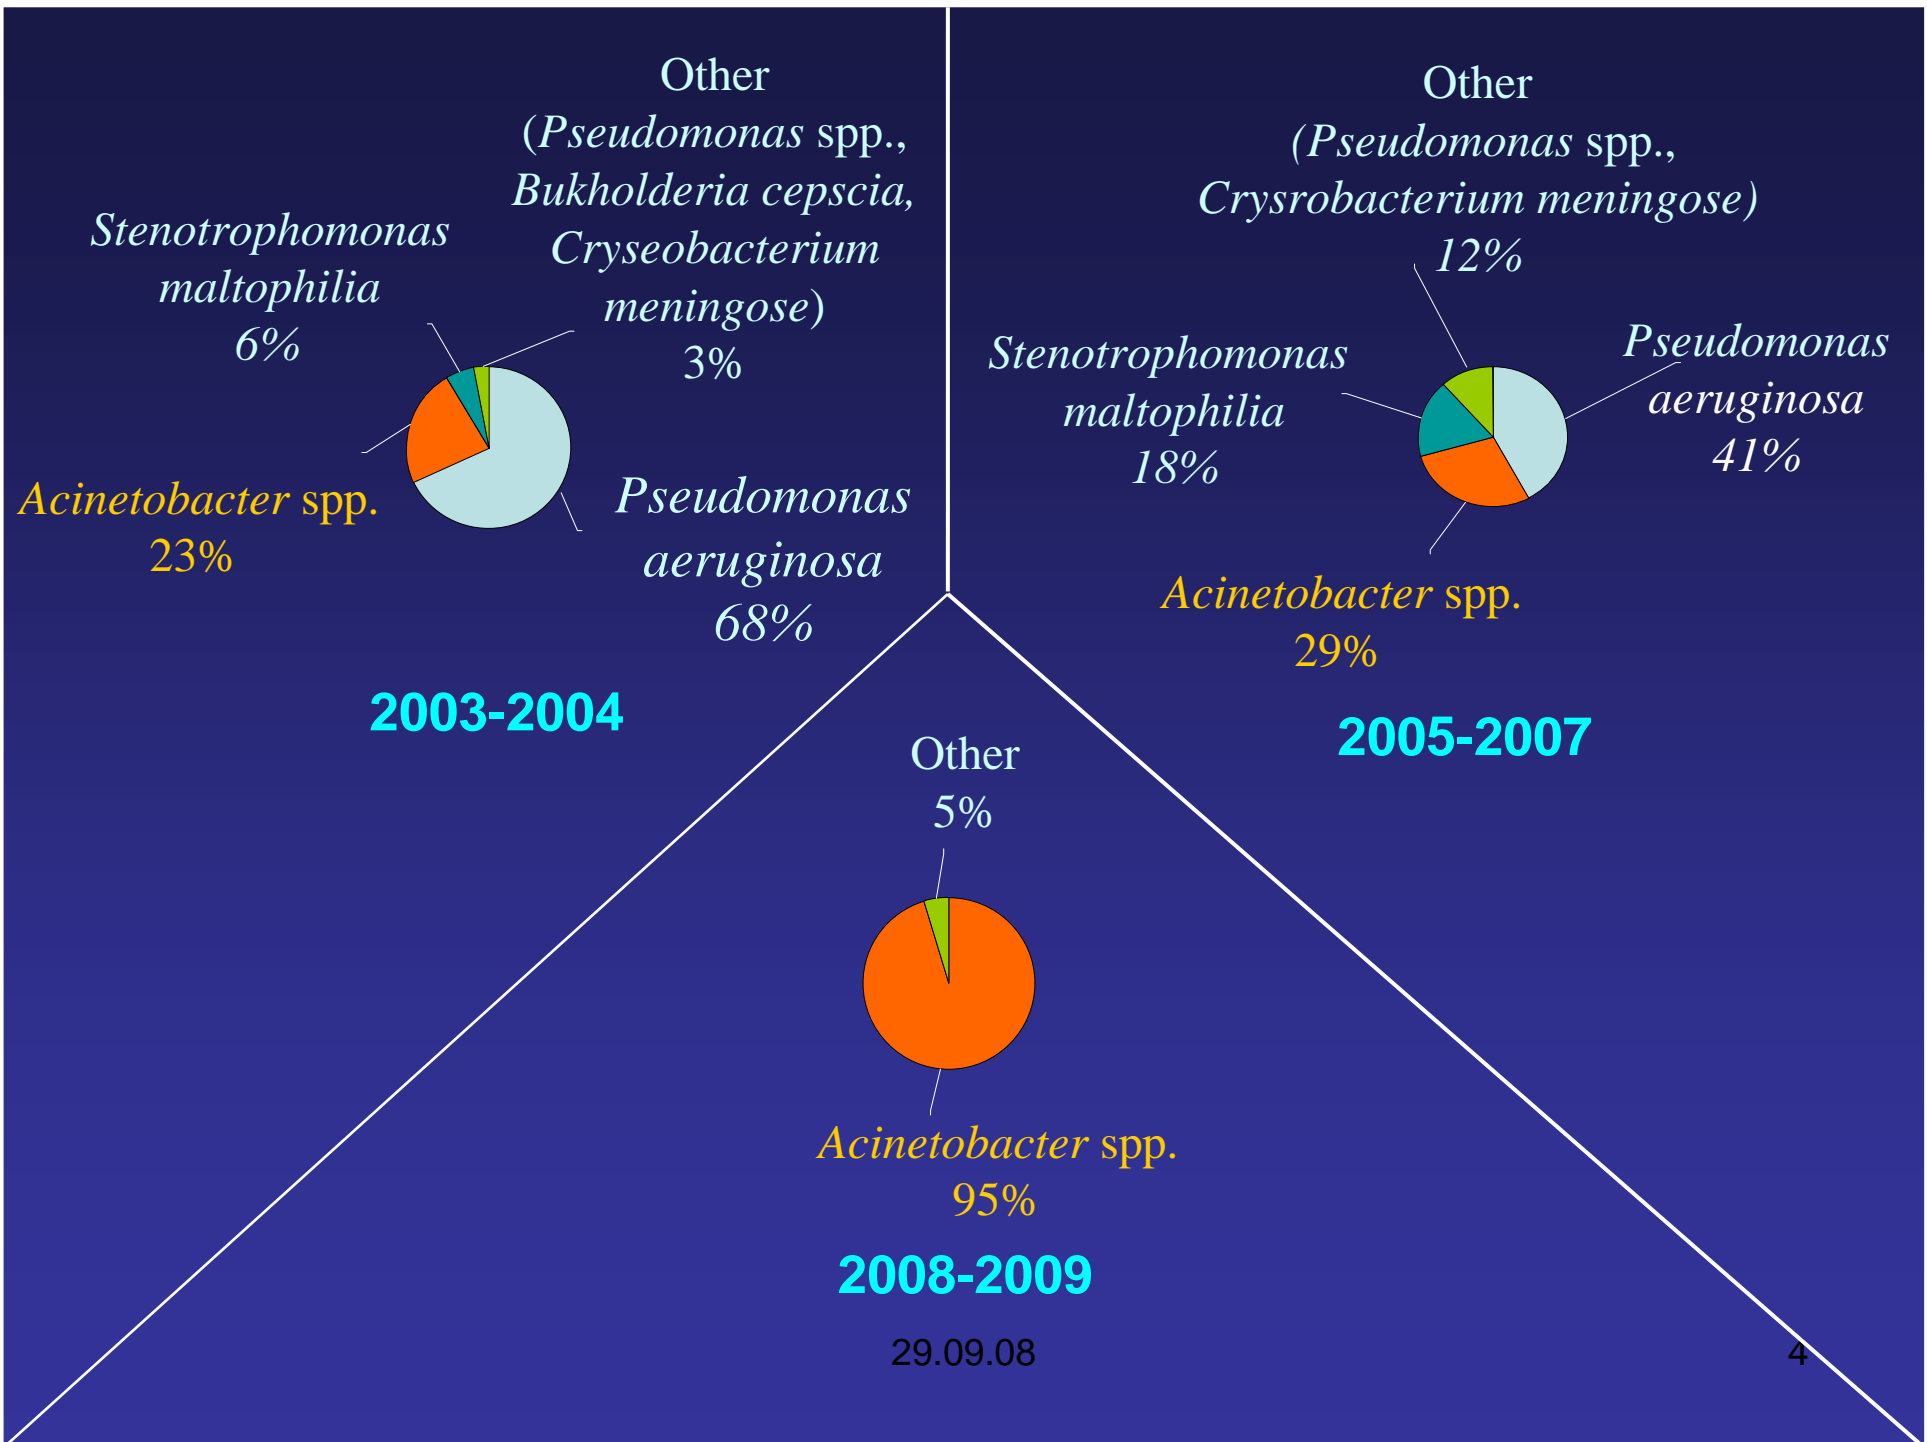 Other
(Pseudomonas spp.,
Bukholderia cepscia,
Cryseobacterium
meningose)
3%
Stenotrophomonas
maltophilia
6%
Acinetobacter spp.
23%
Pseudomonas
aeruginosa
68%
2003-2004
Other
(Pseudomonas spp.,
Crysrobacterium meningose)
12%
Stenotrophomonas
maltophilia
18%
Pseudomonas
aeruginosa
41%
Acinetobacter spp.
29%
2005-2007
Other
5%
Acinetobacter spp.
95%
2008-2009
29.09.08
4